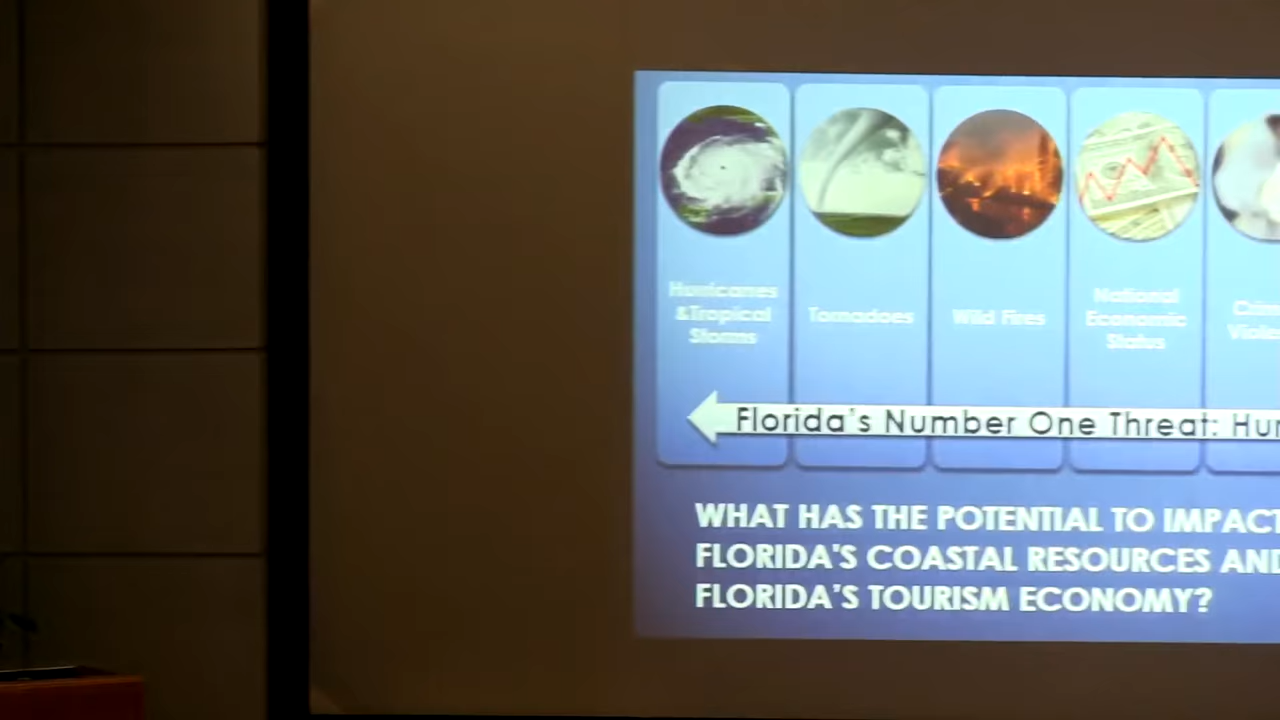 Hurricanes
&Tropical
Storms
Tornadoes
Wild Fires
National
Economic
Status
Florida's Number One Threat:
WHAT HAS THE POTENTIAL TO IMPACT
FLORIDA'S COASTAL RESOURCES AND
FLORIDA'S TOURISM ECONOMY?